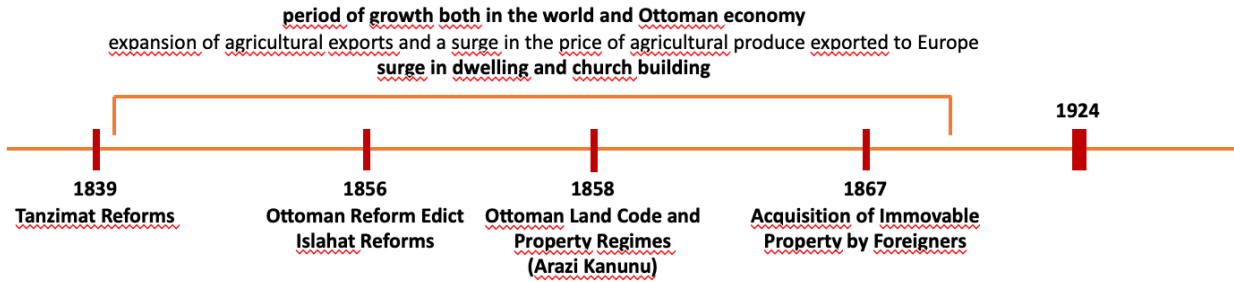 period of growth both in the world and Ottoman economy
expansion of agricultural exports and a surge in the price of agricultural produce exported to Europe
surge in dwelling and church building
1924
1839
Tanzimat Reforms
1856
Ottoman Reform Edict
Islahat Reforms
1858
Ottoman Land Code and
Property Regimes
(Arazi Kanunu)
1867
Acquisition of Immovable
Property by Foreigners